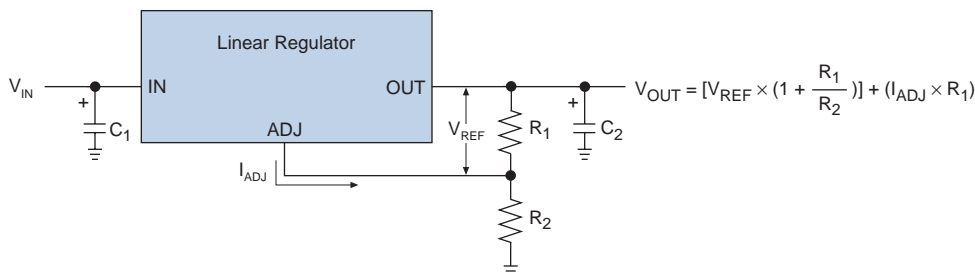 Linear Regulator
V_IN
IN
OUT
ADJ
+
C_1
I_ADJ
V_REF
R_1
R_2
+
C_2
V_OUT = [V_REF × (1 + R_1/R_2 )] + (I_ADJ × R_1)